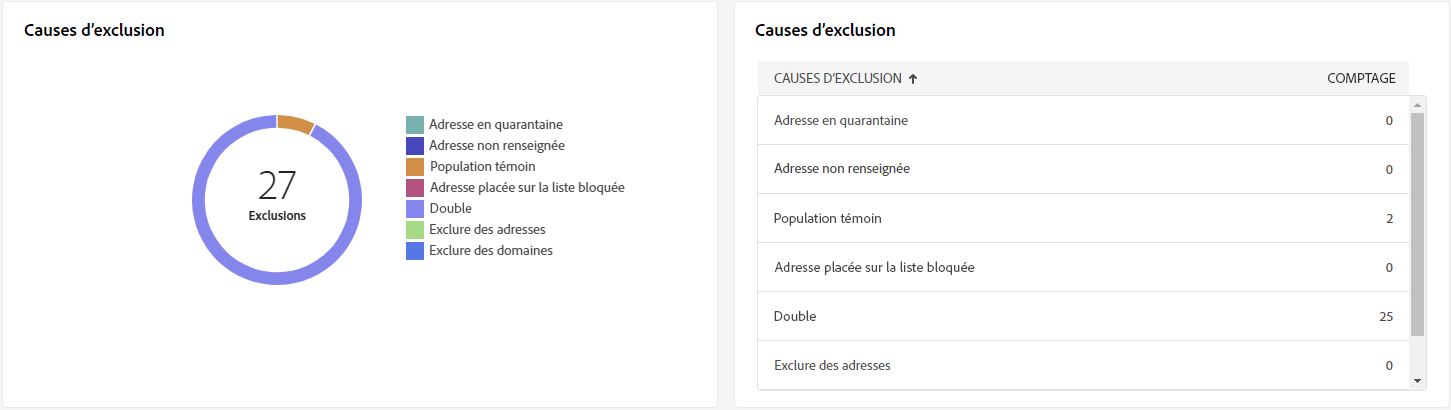 Causes d’exclusion
27
Exclusions
Adresse en quarantaine
Adresse non renseignée
Population témoin
Adresse placée sur la liste bloquée
Double
Exclure des adresses
Exclure des domaines
Causes d’exclusion
CAUSES D'EXCLUSION COMPTAGE
Adresse en quarantaine 0
Adresse non renseignée 0
Population témoin 2
Adresse placée sur la liste bloquée 0
Double 25
Exclure des adresses 0